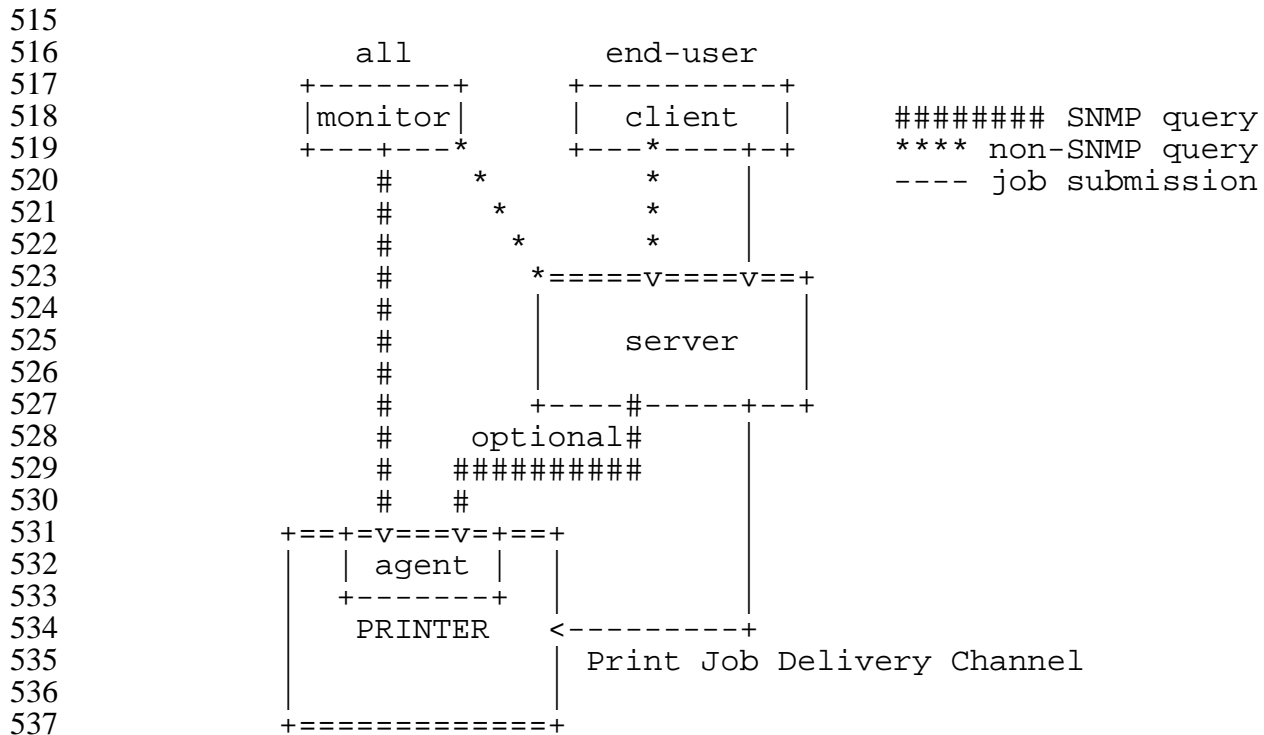 515
516                all            end-user
517             +-------+     +-----------+
518             |monitor|     |  client  |     ######## SNMP query
519             +---+---*     +---*----+-+     **** non-SNMP query
520                 #    *        *    |       ---- job submission
521                 #     *       *    |
522                 #      *      *    |
523                 #       *=====v====v==+
524                 #       |             |
525                 #       |    server   |
526                 #       |             |
527                 #       +----#-----+--+
528                 #    optional#     |
529                 #   ##########     |
530                 #   #              |
531            +==+=v===v=+==+         |
532            |  | agent |  |         |
533            |  +-------+  |         |
534            |   PRINTER   <---------+
535            |             | Print Job Delivery Channel
536            |             |
537            +=============+